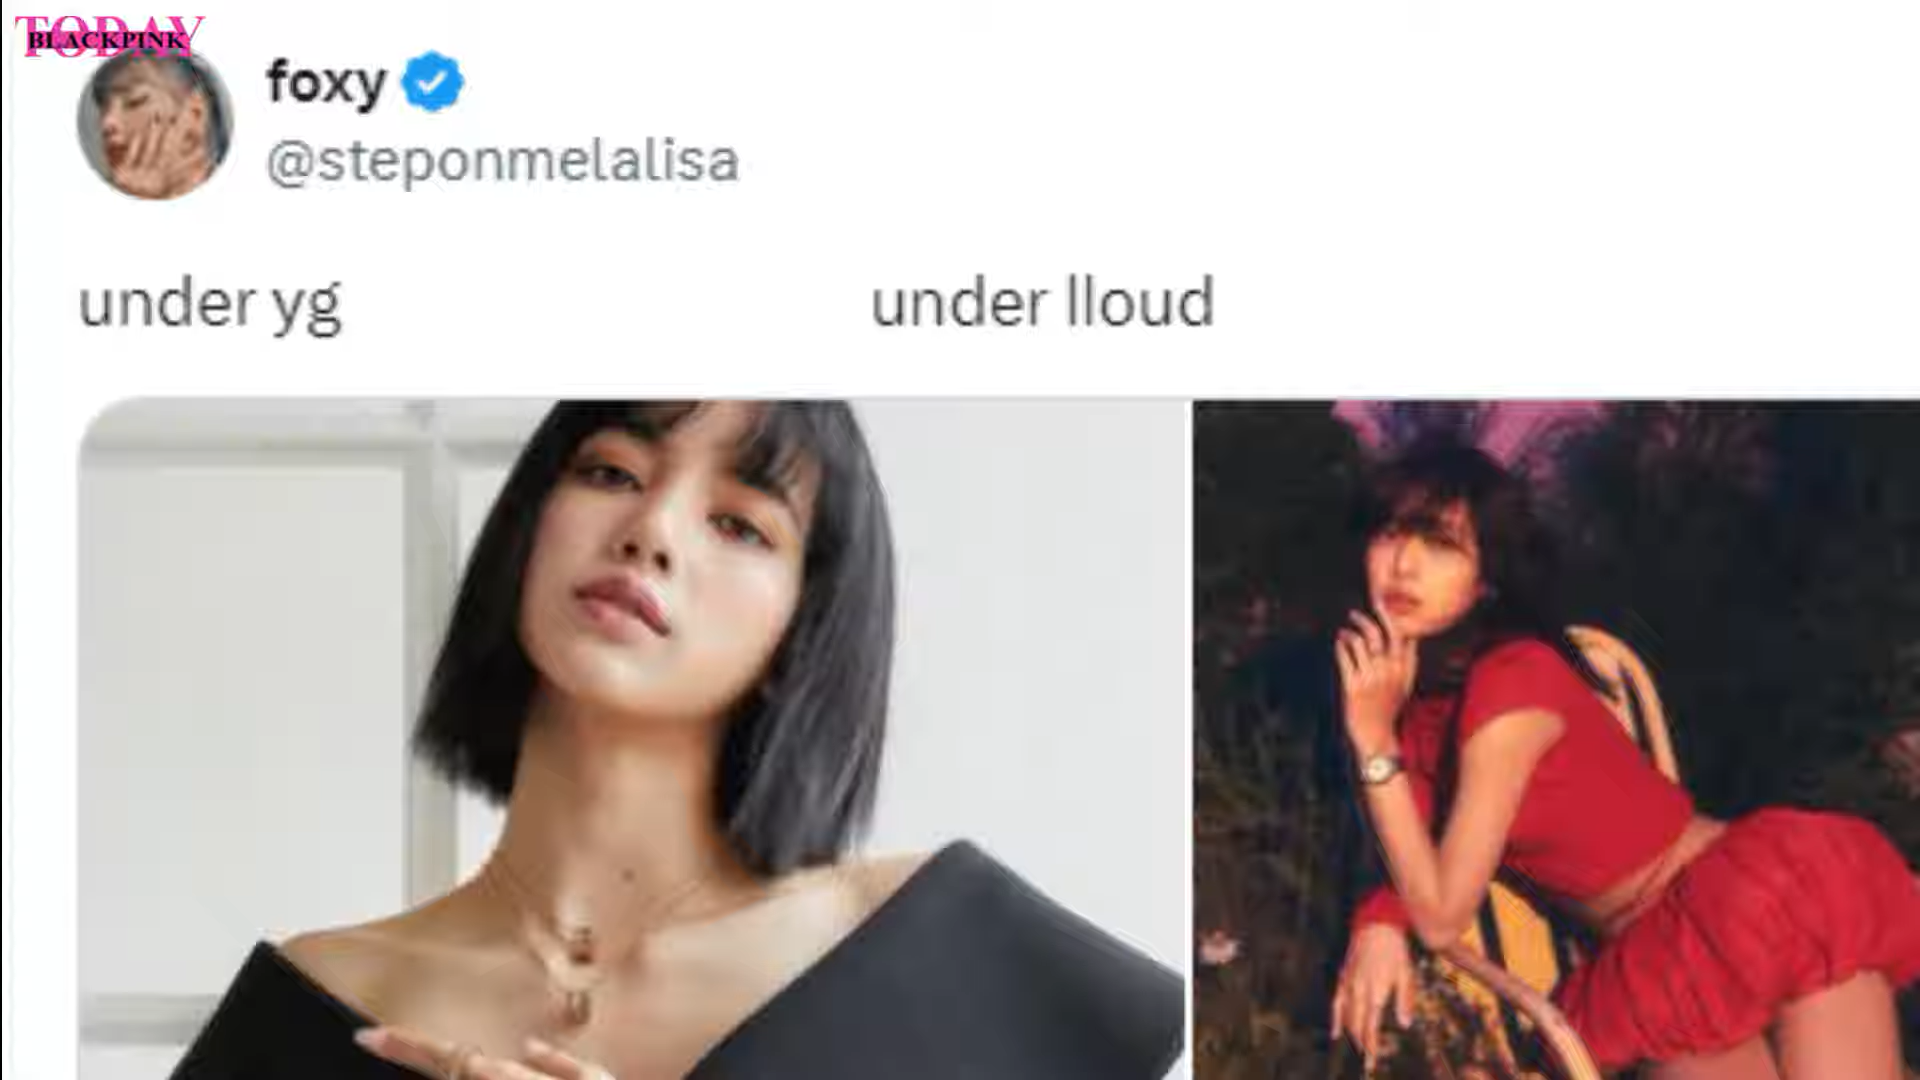 TODAY
BLACKPINK
foxy
@steponmelalisa
under yg under lloud